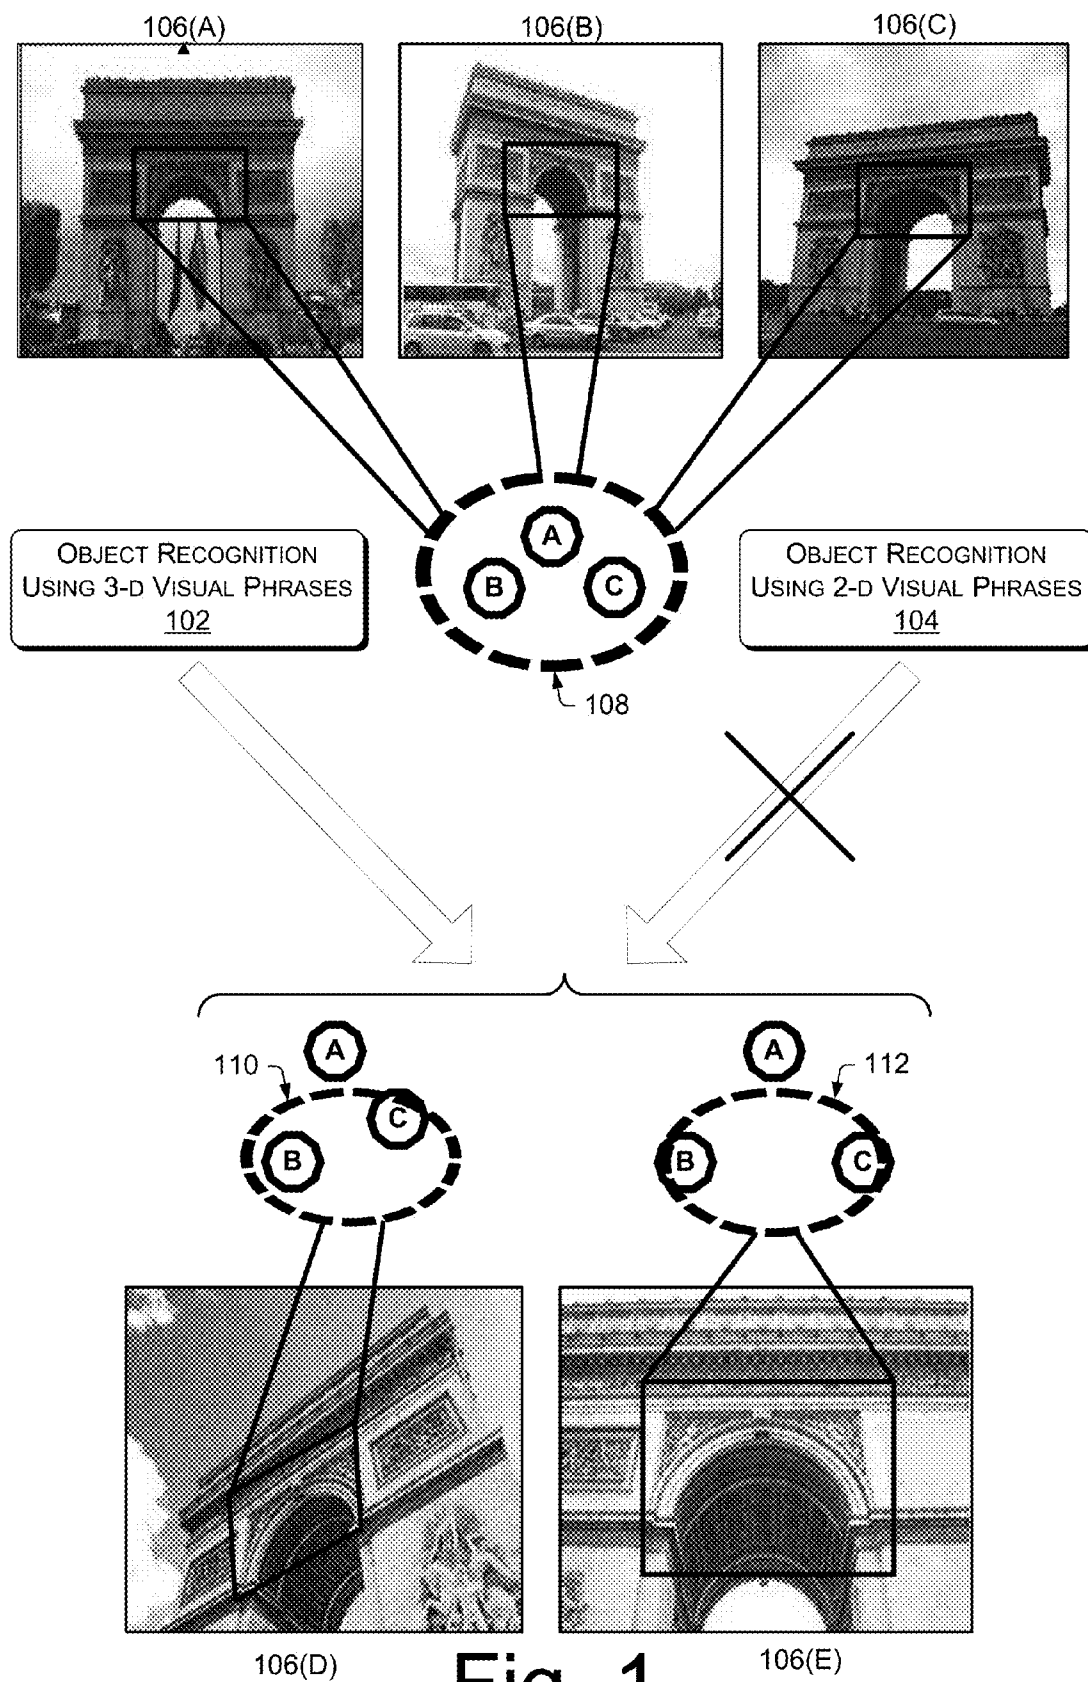 106(A)
106(B)
106(C)
A
B
C
OBJECT RECOGNITION
USING 3-D VISUAL PHRASES
102
OBJECT RECOGNITION
USING 2-D VISUAL PHRASES
104
108
110
A
C
B
A
112
B
C
106(D)
Fig. 1
106(E)